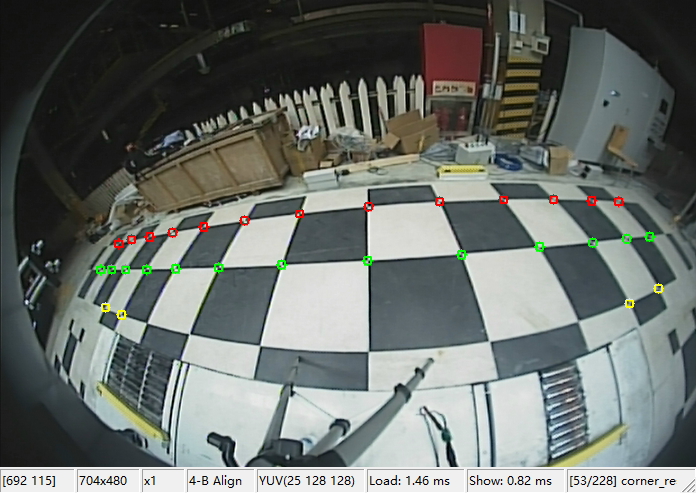 [692 115] 704x480 x1 4-B Align YUV(25 128 128) Load: 1.46 ms Show: 0.82 ms [53/228] corner_re